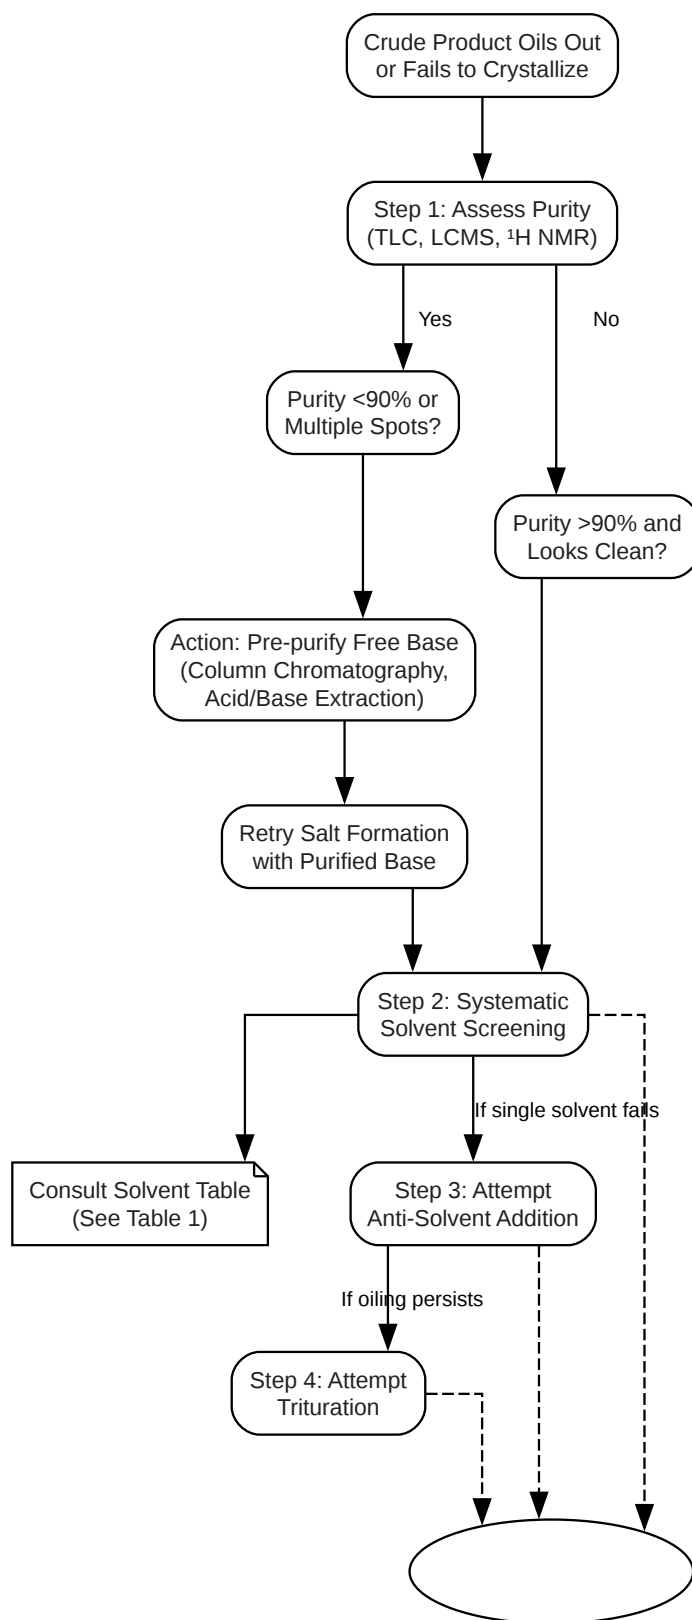 Crude Product Oils Out
or Fails to Crystallize
Step 1: Assess Purity
(TLC, LCMS, ¹H NMR)
Yes
No
Purity <90% or
Multiple Spots?
Purity >90% and
Looks Clean?
Action: Pre-purify Free Base
(Column Chromatography,
Acid/Base Extraction)
Retry Salt Formation
with Purified Base
Step 2: Systematic
Solvent Screening
If single solvent fails
Consult Solvent Table
(See Table 1)
Step 3: Attempt
Anti-Solvent Addition
If oiling persists
Step 4: Attempt
Trituration